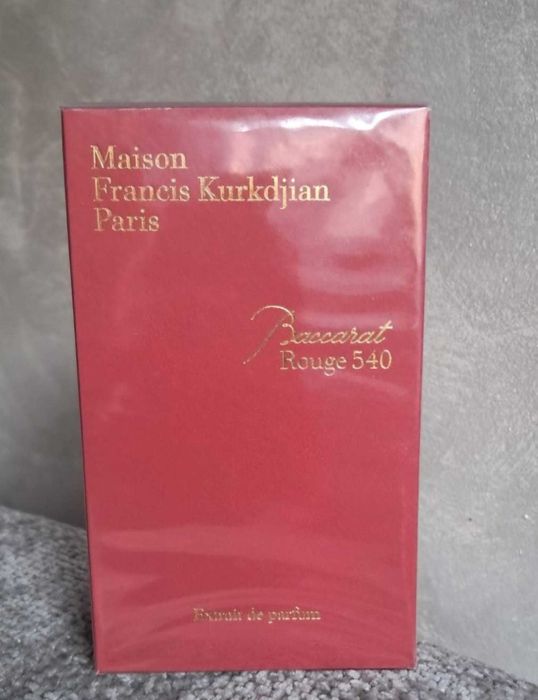 Maison
Francis Kurkdjian
Paris
Baccarat
Rouge 540
Extrait de parfum